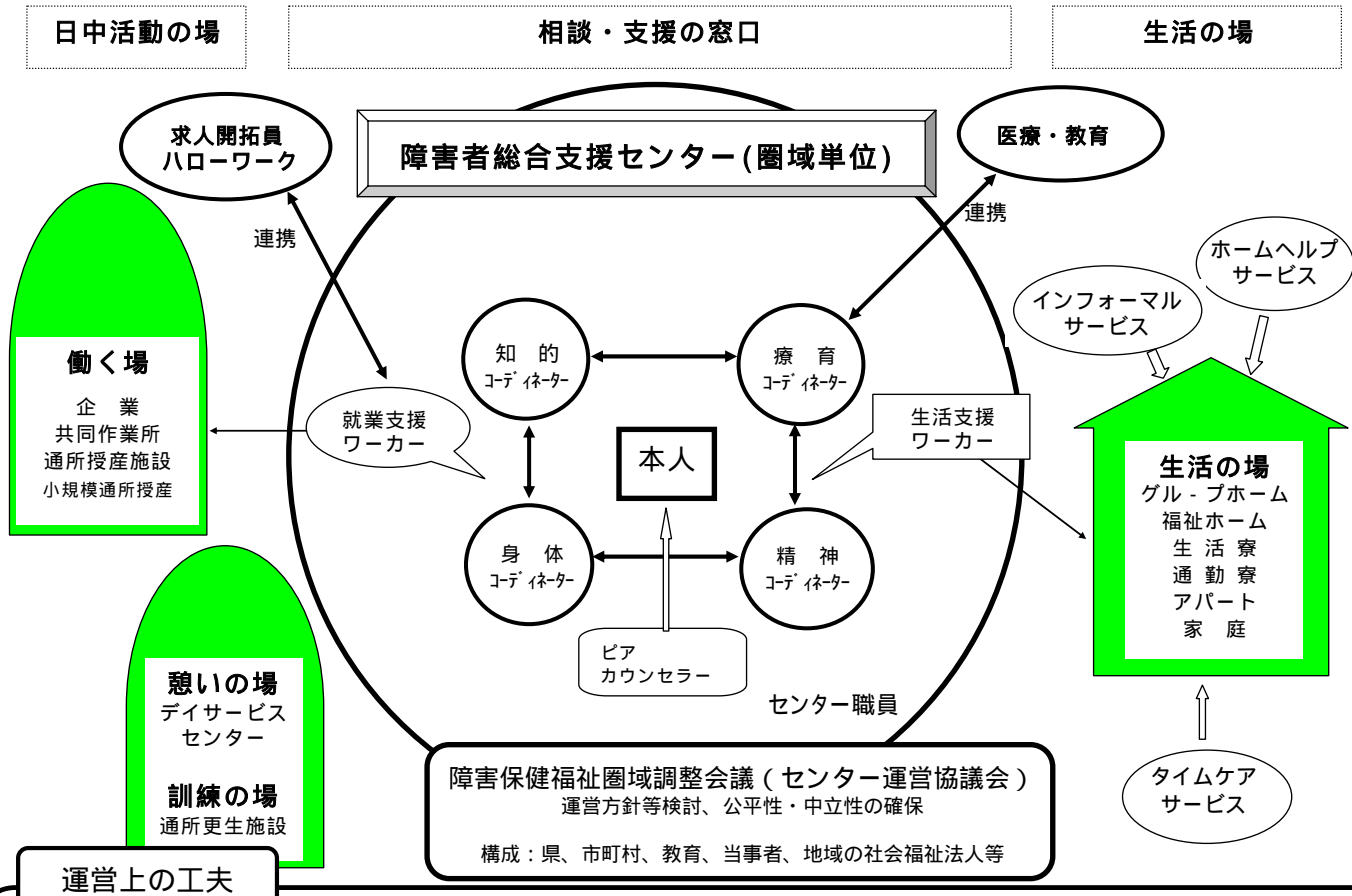 日中活動の場
相談・支援の窓口
生活の場
求人開拓員
ハローワーク
障害者総合支援センター(圏域単位)
医療・教育
連携
連携
ホームヘルプ
サービス
インフォーマル
サービス
働く場
企　業
共同作業所
通所授産施設
小規模通所授産
就業支援
ワーカー
知　的
ｺｰﾃﾞｨﾈｰﾀｰ
療　育
ｺｰﾃﾞｨﾈｰﾀｰ
生活支援
ワーカー
本人
身　体
ｺｰﾃﾞｨﾈｰﾀｰ
精　神
ｺｰﾃﾞｨﾈｰﾀｰ
生活の場
グル‐プホーム
福祉ホーム
生 活 寮
通 勤 寮
アパート
家　庭
ピア
カウンセラー
センター職員
憩いの場
デイサービス
センター
訓練の場
通所更生施設
障害保健福祉圏域調整会議（センター運営協議会）
運営方針等検討、公平性・中立性の確保
構成：県、市町村、教育、当事者、地域の社会福祉法人等
タイムケア
サービス
運営上の工夫